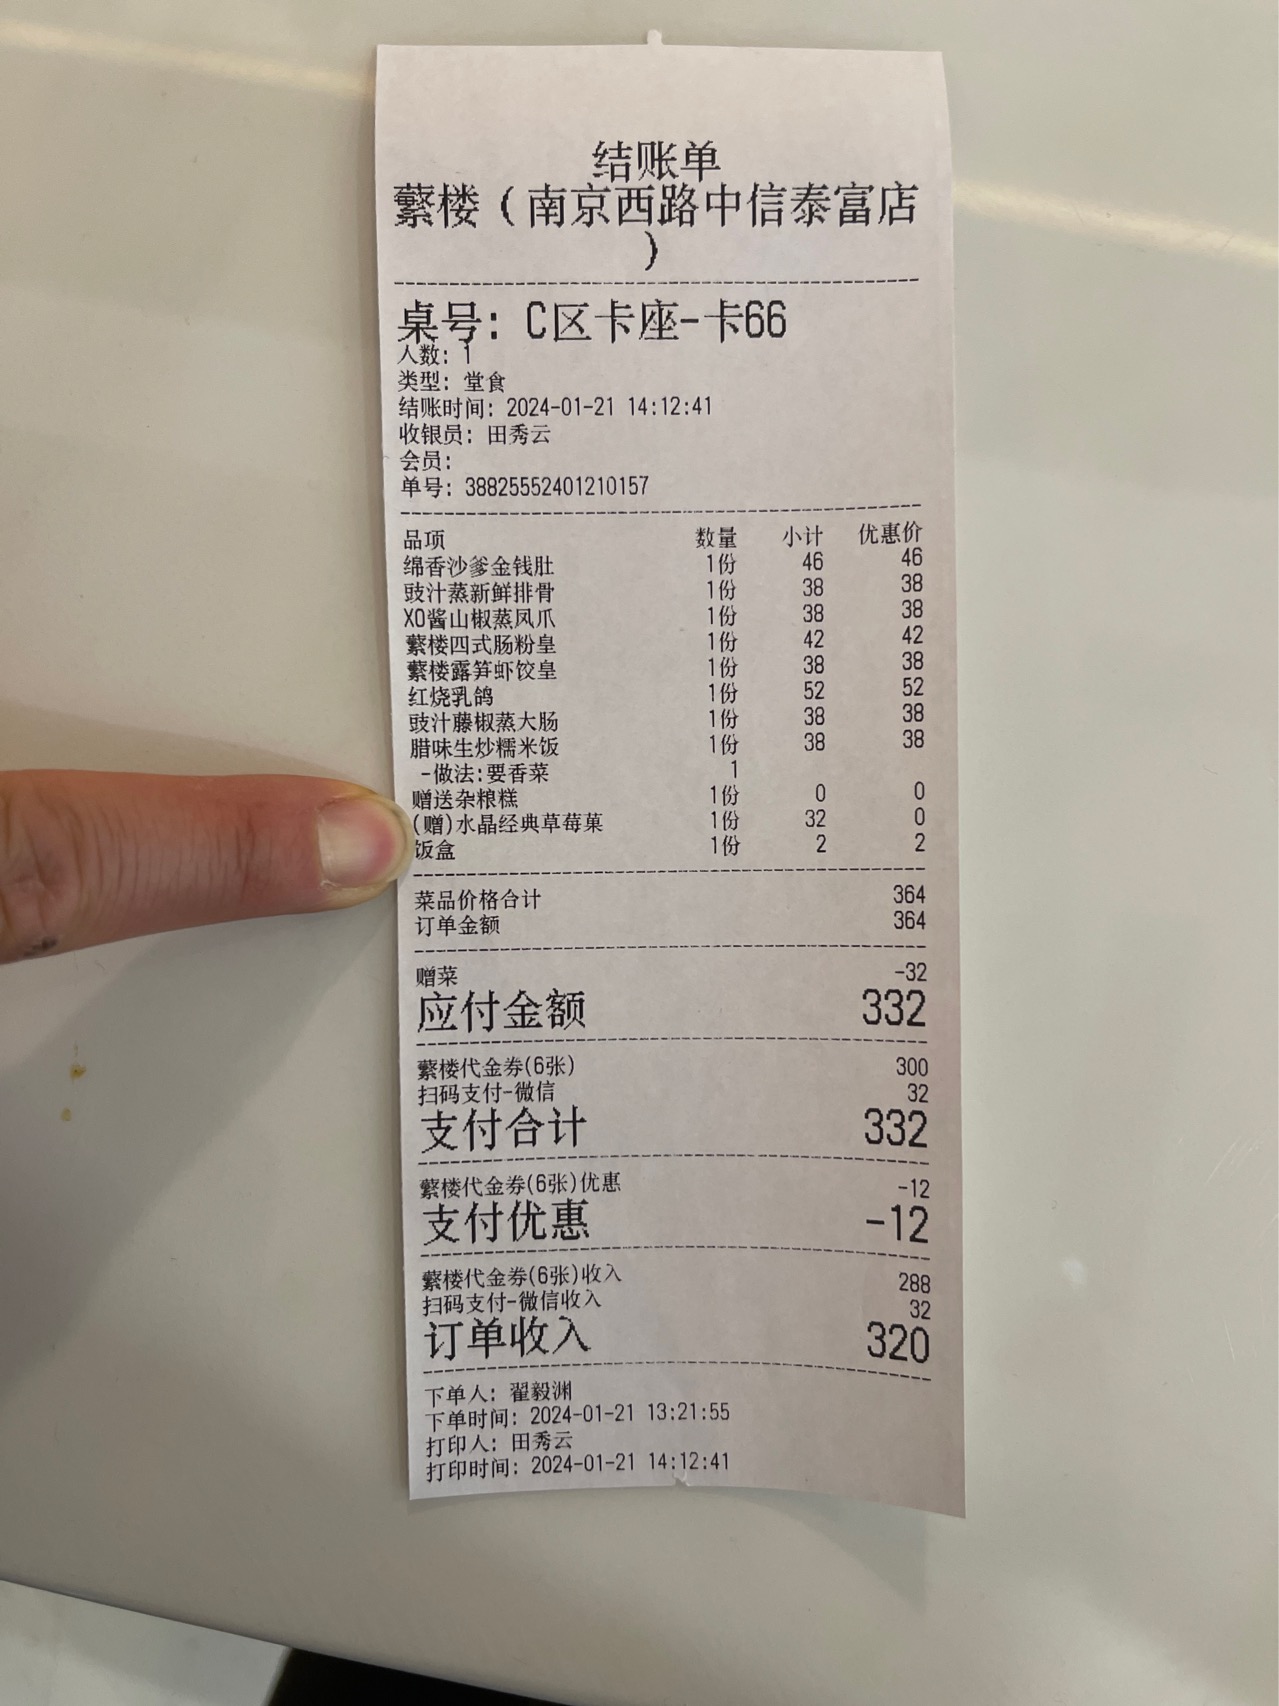 结账单
蘩楼（南京西路中信泰富店
）
桌号: C区卡座-卡66
人数: 1
类型: 堂食
结账时间: 2024-01-21 14:12:41
收银员: 田秀云
会员:
单号: 38825552401210157
品项 数量 小计 优惠价
绵香沙爹金钱肚 1份 46 46
豉汁蒸新鲜排骨 1份 38 38
XO酱山椒蒸凤爪 1份 38 38
蘩楼四式肠粉皇 1份 42 42
蘩楼露笋虾饺皇 1份 38 38
红烧乳鸽 1份 52 52
豉汁藤椒蒸大肠 1份 38 38
腊味生炒糯米饭 1份 38 38
-做法:要香菜 1
赠送杂粮糕 1份 0 0
(赠)水晶经典草莓菓 1份 32 0
饭盒 1份 2 2
菜品价格合计 364
订单金额 364
赠菜 -32
应付金额 332
蘩楼代金券(6张) 300
扫码支付-微信 32
支付合计 332
蘩楼代金券(6张)优惠 -12
支付优惠 -12
蘩楼代金券(6张)收入 288
扫码支付-微信收入 32
订单收入 320
下单人: 翟毅渊
下单时间: 2024-01-21 13:21:55
打印人: 田秀云
打印时间: 2024-01-21 14:12:41